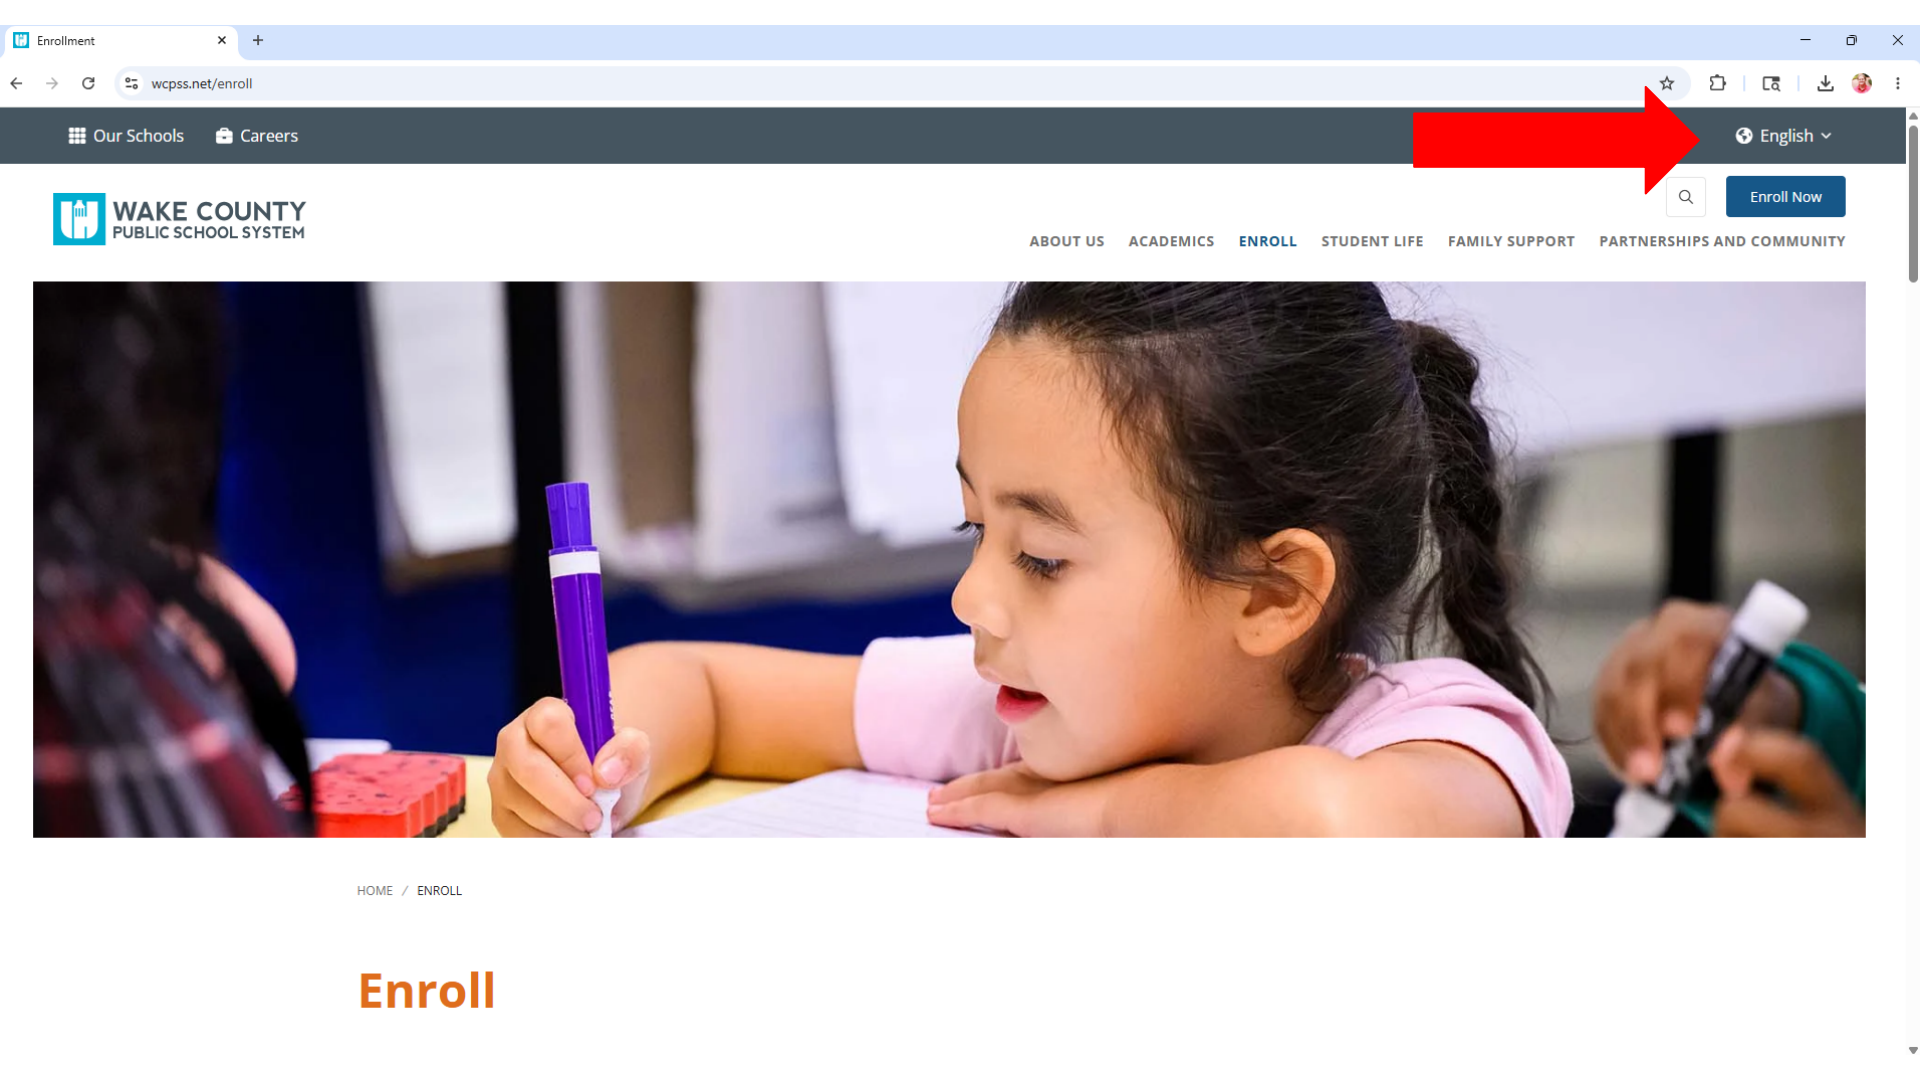 Enrollment
wcpss.net/enroll
Our Schools
Careers
English
WAKE COUNTY
PUBLIC SCHOOL SYSTEM
Enroll Now
ABOUT US
ACADEMICS
ENROLL
STUDENT LIFE
FAMILY SUPPORT
PARTNERSHIPS AND COMMUNITY
HOME / ENROLL
Enroll